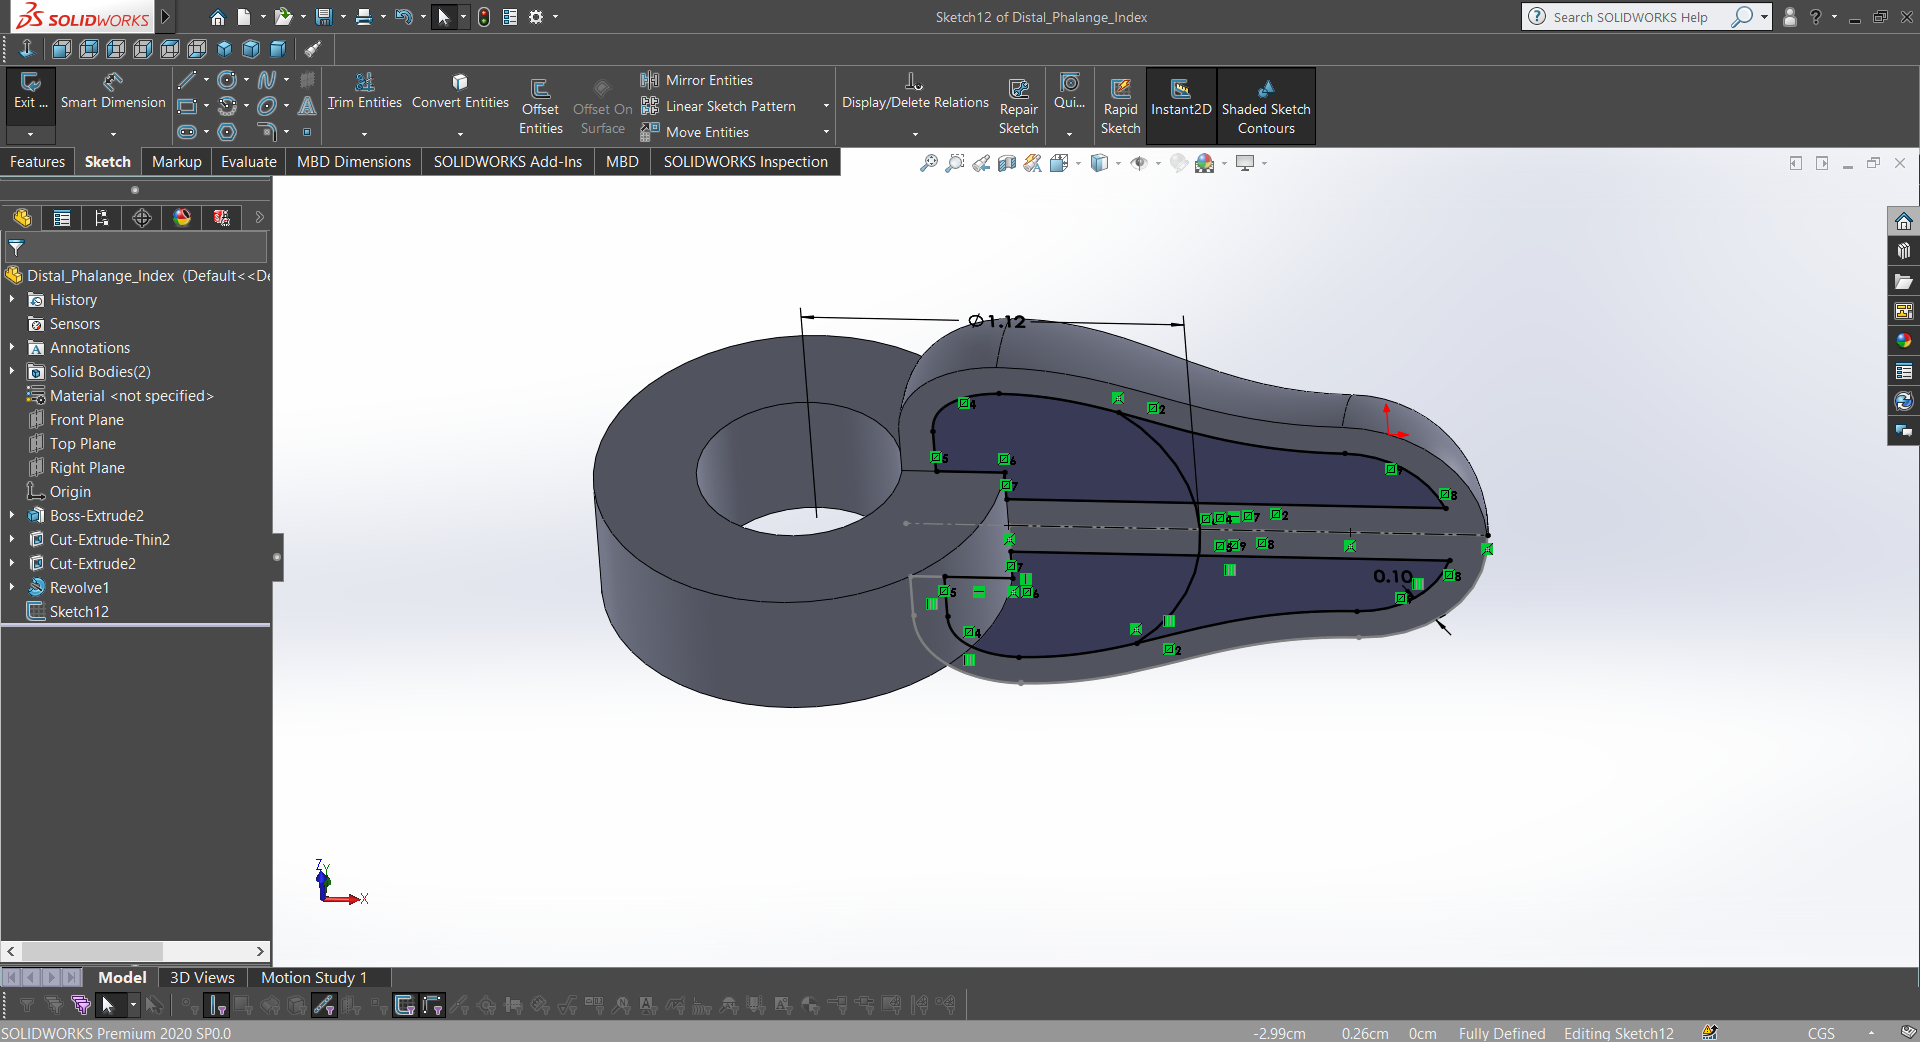 SOLIDWORKS
Sketch12 of Distal_Phalange_Index
Search SOLIDWORKS Help
Exit ...
Smart Dimension
Trim Entities
Convert Entities
Offset Entities
Offset On Surface
Mirror Entities
Linear Sketch Pattern
Move Entities
Display/Delete Relations
Repair Sketch
Qui...
Rapid Sketch
Instant2D
Shaded Sketch Contours
Features
Sketch
Markup
Evaluate
MBD Dimensions
SOLIDWORKS Add-Ins
MBD
SOLIDWORKS Inspection
Distal_Phalange_Index (Default<<De
History
Sensors
Annotations
Solid Bodies(2)
Material <not specified>
Front Plane
Top Plane
Right Plane
Origin
Boss-Extrude2
Cut-Extrude-Thin2
Cut-Extrude2
Revolve1
Sketch12
Ø1.12
0.10
Z
Y
X
Model
3D Views
Motion Study 1
SOLIDWORKS Premium 2020 SP0.0
-2.99cm
0.26cm
0cm
Fully Defined
Editing Sketch12
CGS